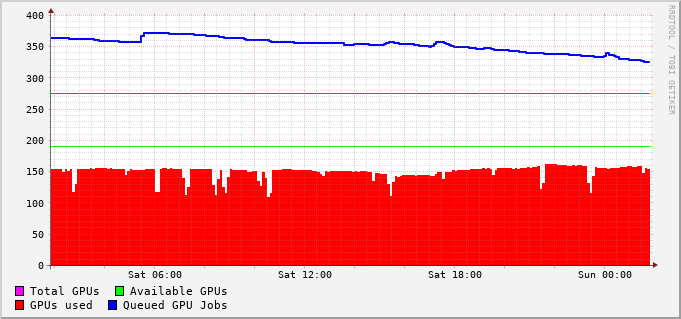 400
350
300
250
200
150
100
50
0
Sat 06:00 Sat 12:00 Sat 18:00 Sun 00:00
Total GPUs Available GPUs
GPUs used Queued GPU Jobs
RRDTOOL / TOBI OETIKER